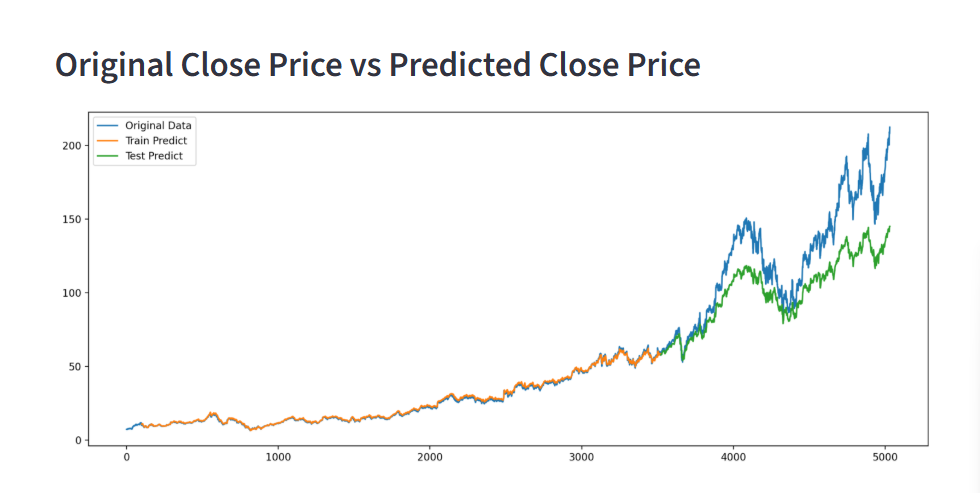 Original Close Price vs Predicted Close Price
Original Data
Train Predict
Test Predict
200
150
100
50
0
0 1000 2000 3000 4000 5000